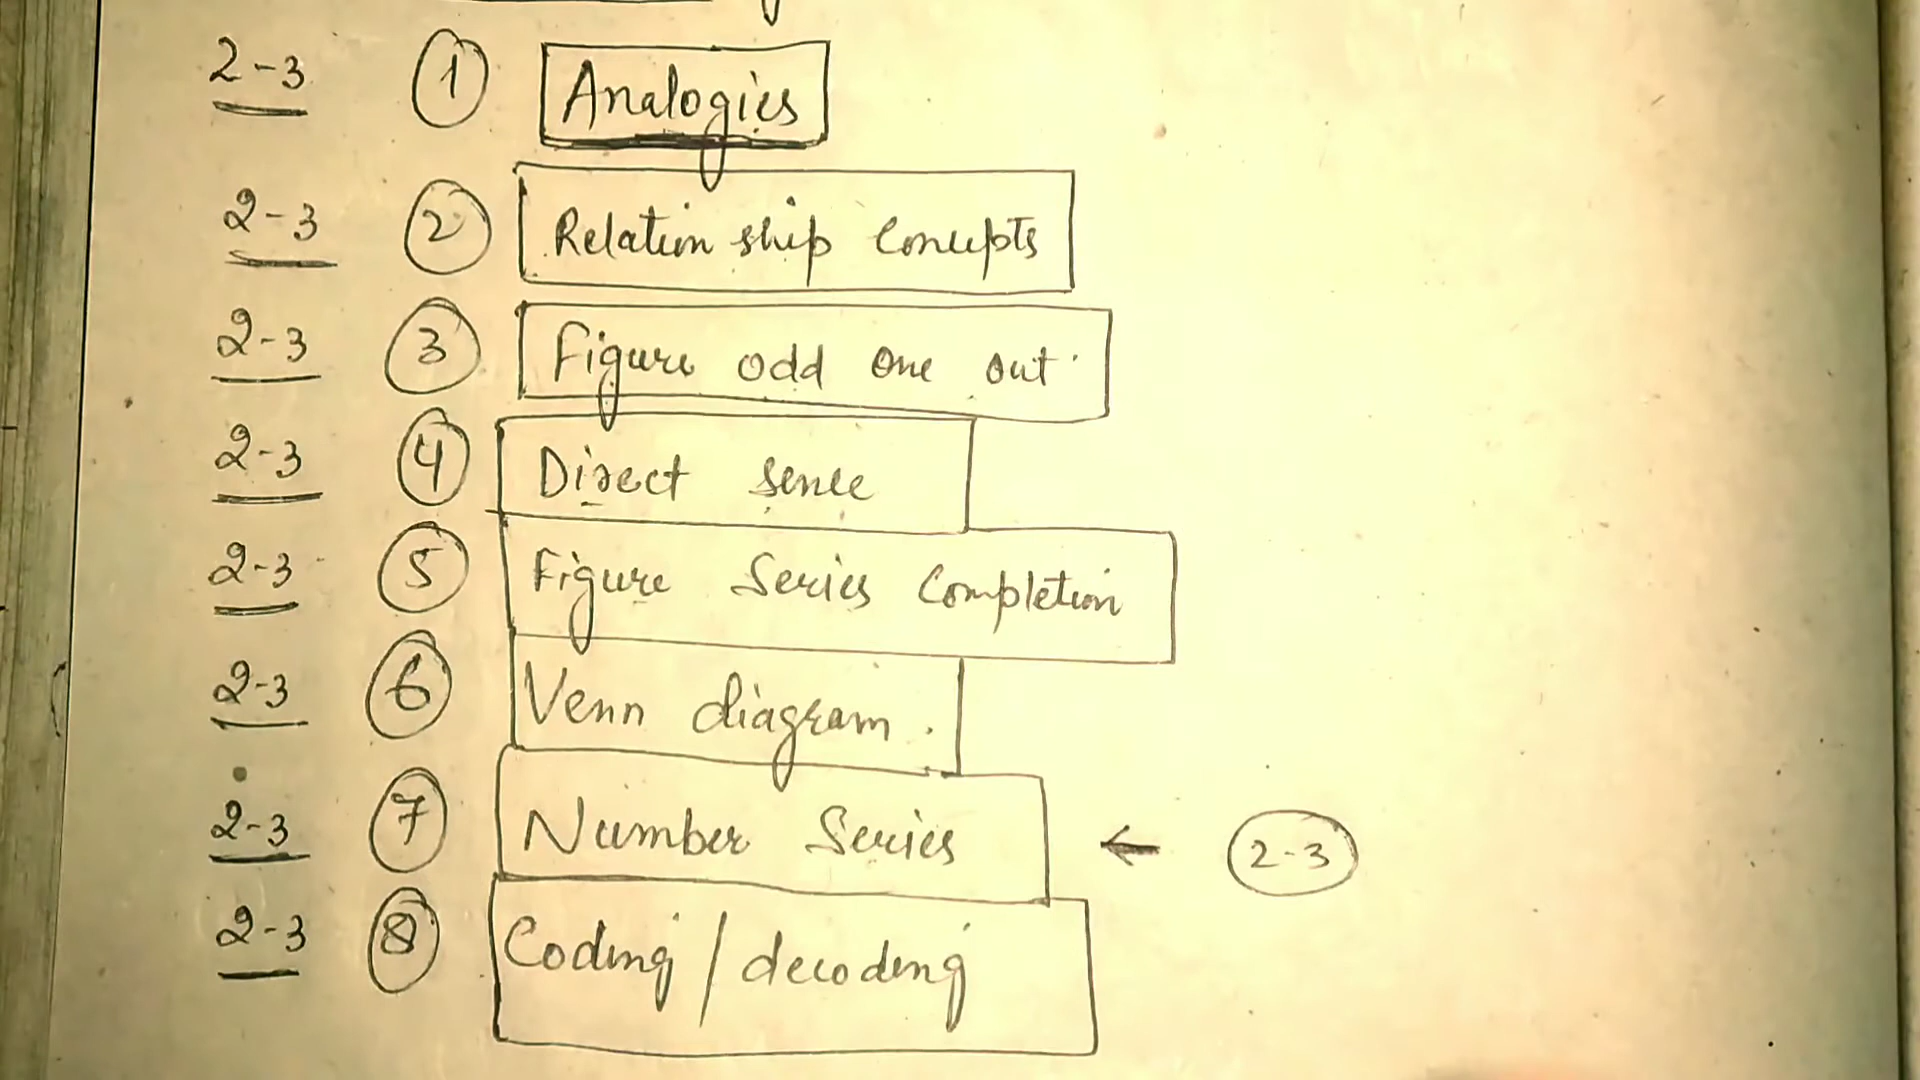 2-3 1 Analogies
2-3 2 Relation ship Concepts
2-3 3 Figure odd one out
2-3 4 Direct sense
2-3 5 Figure Series Completion
2-3 6 Venn diagram.
2-3 7 Number Series ← 2-3
2-3 8 Coding / decoding